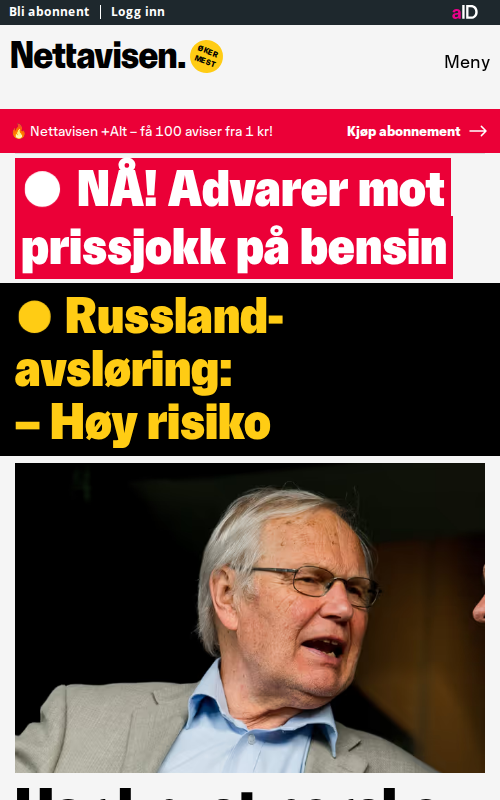 Bli abonnent | Logg inn
aID
Nettavisen.
ØKER
MEST
Meny
🔥 Nettavisen +Alt – få 100 aviser fra 1 kr!
Kjøp abonnement →
NÅ! Advarer mot
prissjokk på bensin
Russland-
avsløring:
– Høy risiko